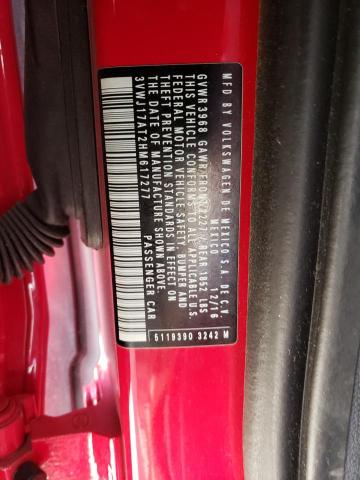 MFD BY VOLKSWAGEN DE MEXICO S.A. DE C.V.
MEXICO 12/16
GVWR 3968 GAWR FRONT 2227 / REAR 1852 LBS
THIS VEHICLE CONFORMS TO ALL APPLICABLE U.S.
FEDERAL MOTOR VEHICLE SAFETY, BUMPER AND
THEFT PREVENTION STANDARDS IN EFFECT ON
THE DATE OF MANUFACTURE SHOWN ABOVE.
3VWJ17AT2HM617277
PASSENGER CAR
5119390 3242 M